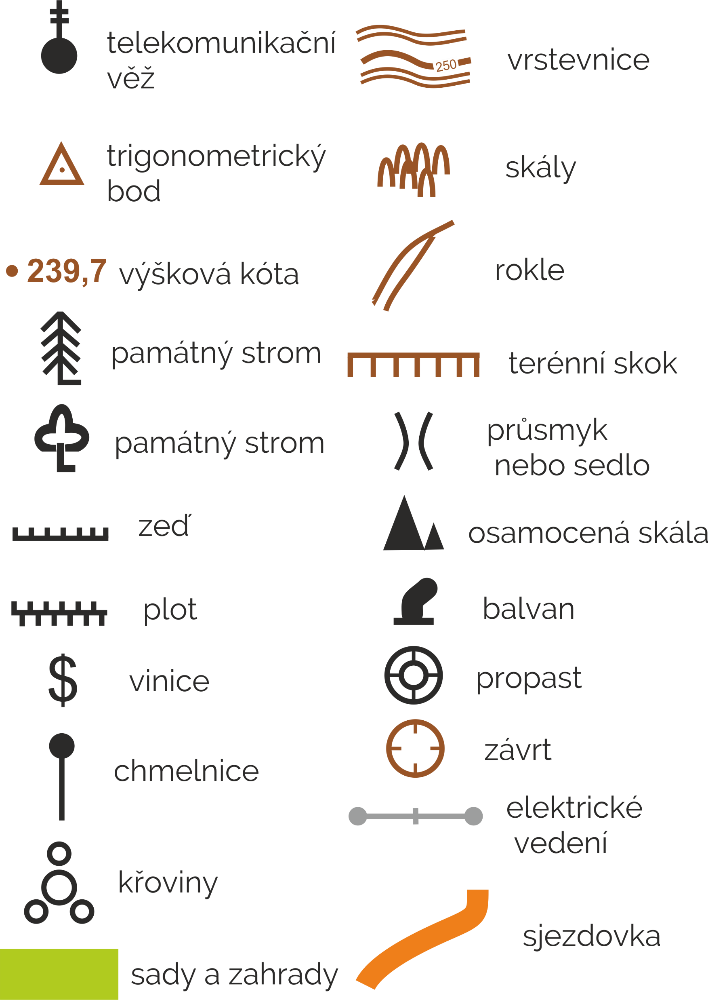 telekomunikační
věž
trigonometrický
bod
239,7 výšková kóta
památný strom
památný strom
zeď
plot
$ vinice
chmelnice
křoviny
sady a zahrady
250 vrstevnice
skály
rokle
terénní skok
průsmyk
nebo sedlo
osamocená skála
balvan
propast
závrt
elektrické
vedení
sjezdovka